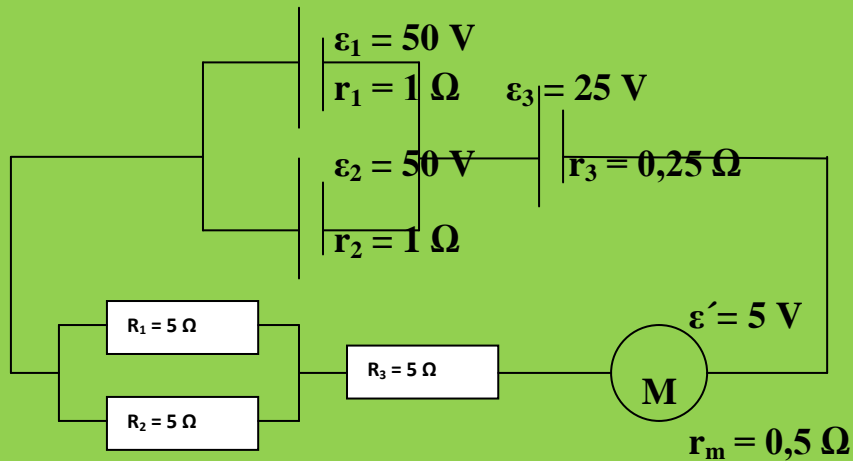 ε₁ = 50 V
r₁ = 1 Ω
ε₃ = 25 V
ε₂ = 50 V
r₃ = 0,25 Ω
r₂ = 1 Ω
R₁ = 5 Ω
ε´= 5 V
R₃ = 5 Ω
M
R₂ = 5 Ω
rₘ = 0,5 Ω